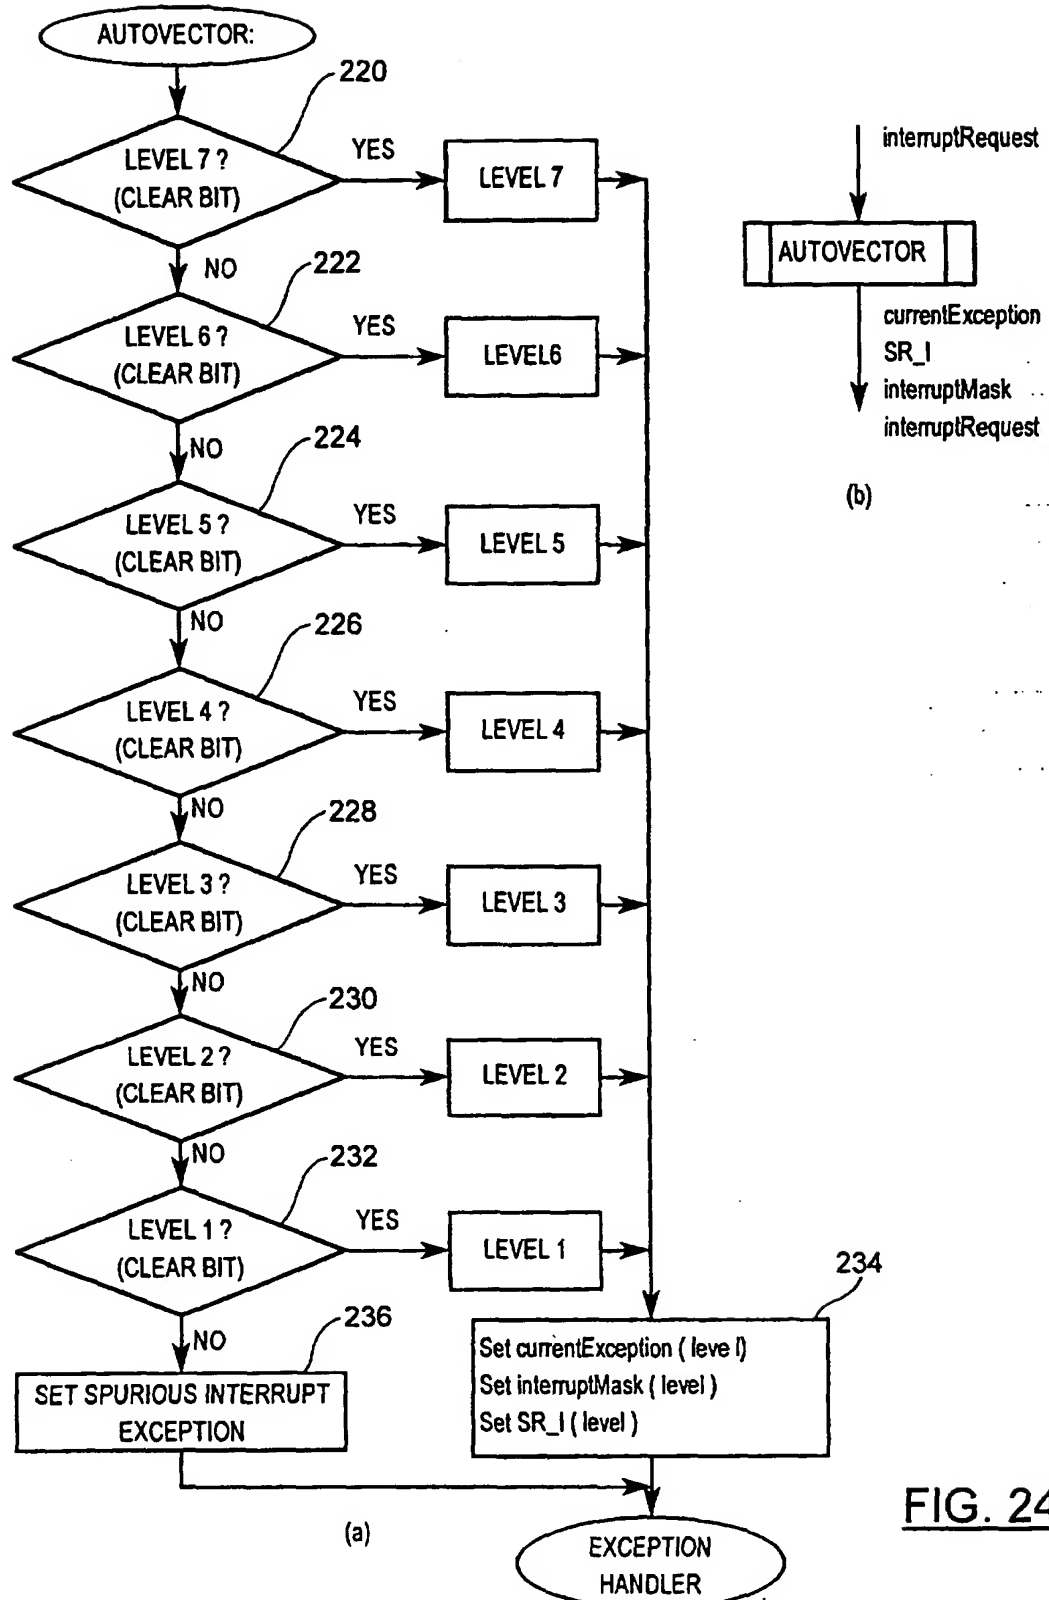 AUTOVECTOR:
220
LEVEL 7 ?
(CLEAR BIT)
YES
LEVEL 7
NO
222
LEVEL 6 ?
(CLEAR BIT)
YES
LEVEL6
NO
224
LEVEL 5 ?
(CLEAR BIT)
YES
LEVEL 5
NO
226
LEVEL 4 ?
(CLEAR BIT)
YES
LEVEL 4
NO
228
LEVEL 3 ?
(CLEAR BIT)
YES
LEVEL 3
NO
230
LEVEL 2 ?
(CLEAR BIT)
YES
LEVEL 2
NO
232
LEVEL 1 ?
(CLEAR BIT)
YES
LEVEL 1
NO
236
SET SPURIOUS INTERRUPT
EXCEPTION
234
Set currentException ( leve l)
Set interruptMask ( level )
Set SR_I ( level )
EXCEPTION
HANDLER
(a)
interruptRequest
AUTOVECTOR
currentException
SR_I
interruptMask
interruptRequest
(b)
FIG. 24